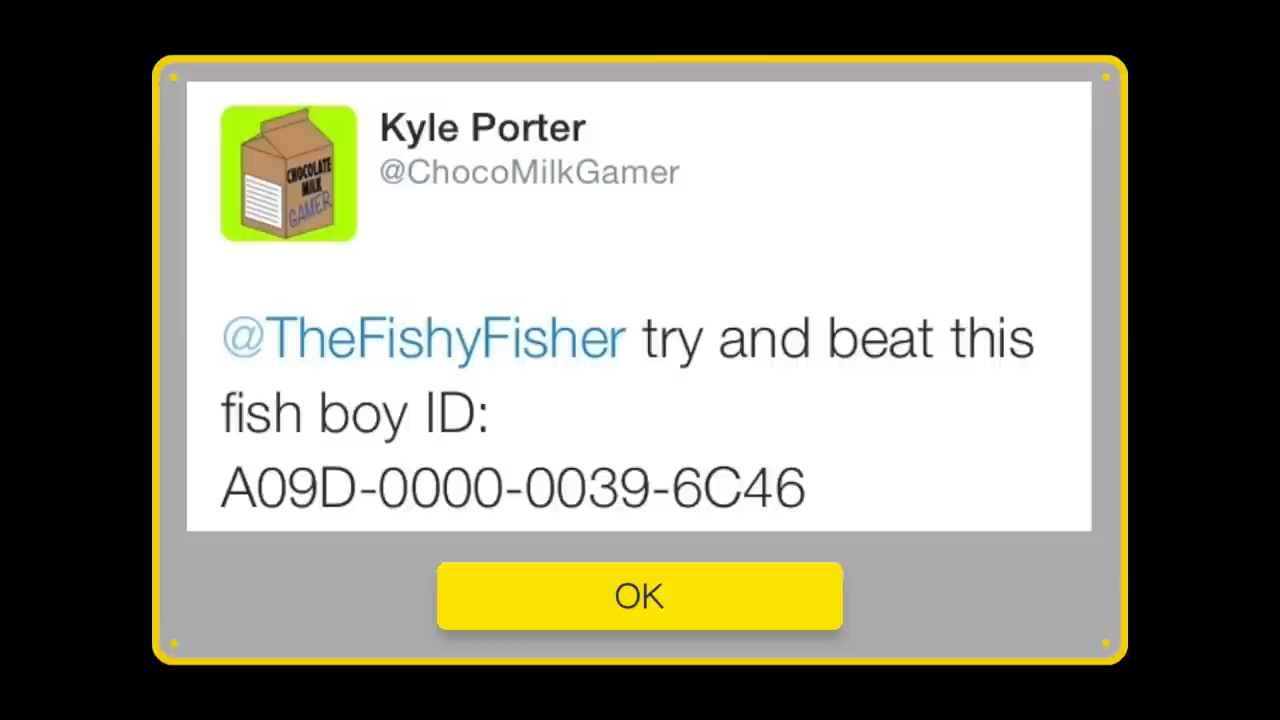 Kyle Porter
@ChocoMilkGamer
CHOCOLATE
MILK
GAMER
@TheFishyFisher try and beat this
fish boy ID:
A09D-0000-0039-6C46
OK